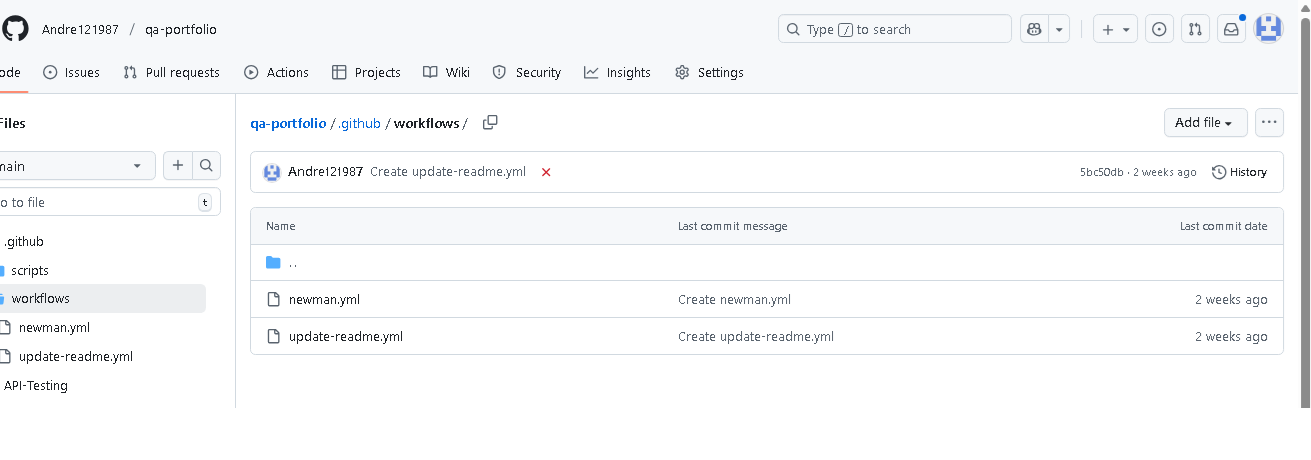 Andre121987 / qa-portfolio
Type / to search
ode Issues Pull requests Actions Projects Wiki Security Insights Settings
Files
main
o to file t
.github
scripts
workflows
newman.yml
update-readme.yml
API-Testing
qa-portfolio / .github / workflows /
Add file
Andre121987 Create update-readme.yml 5bc50db · 2 weeks ago History
Name Last commit message Last commit date
..
newman.yml Create newman.yml 2 weeks ago
update-readme.yml Create update-readme.yml 2 weeks ago